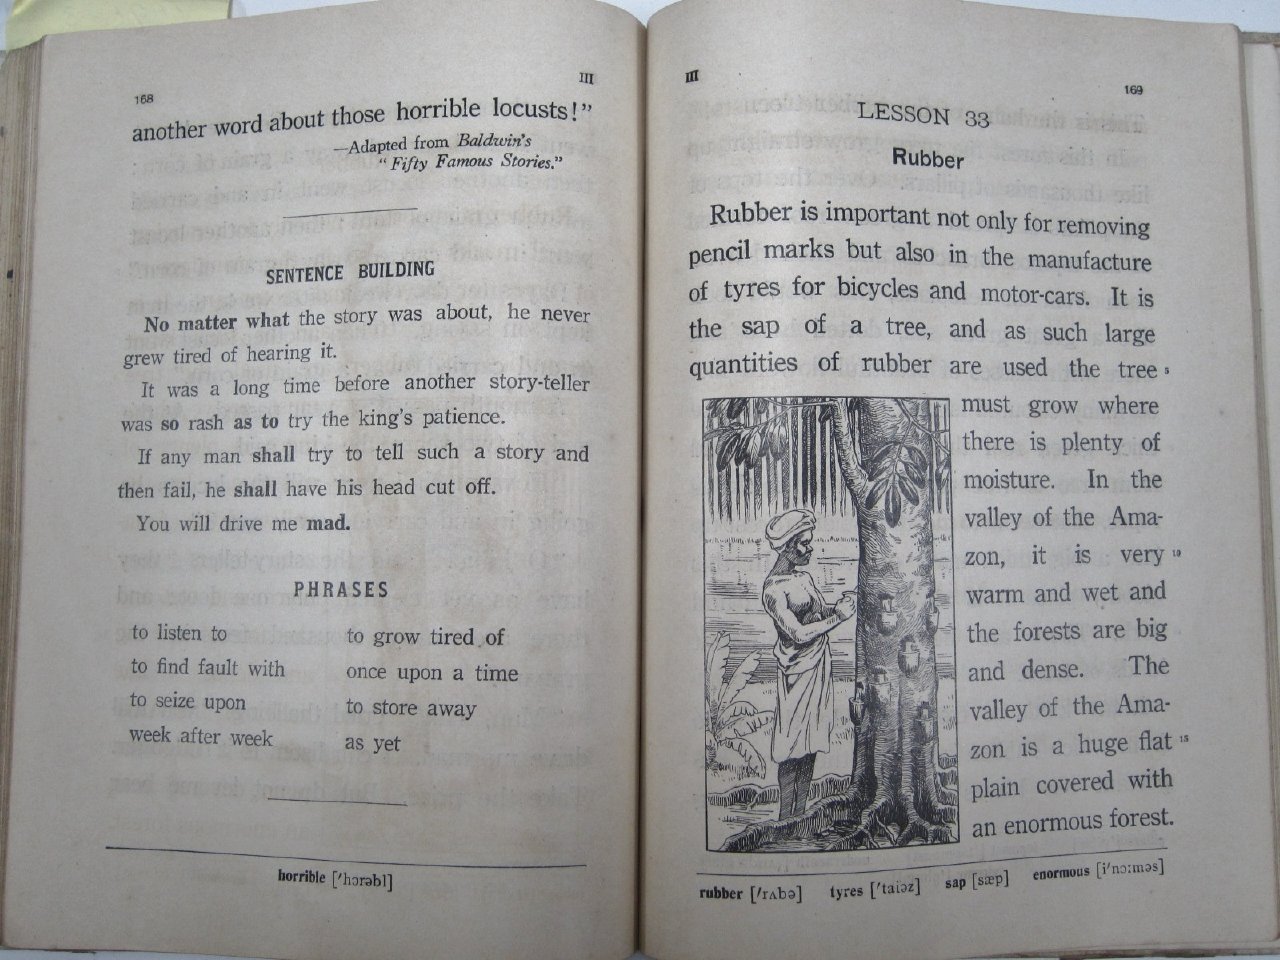 168
III
another word about those horrible locusts!”
—Adapted from Baldwin's
“Fifty Famous Stories.”
SENTENCE BUILDING
No matter what the story was about, he never
grew tired of hearing it.
It was a long time before another story-teller
was so rash as to try the king's patience.
If any man shall try to tell such a story and
then fail, he shall have his head cut off.
You will drive me mad.
PHRASES
to listen to
to find fault with
to seize upon
week after week
to grow tired of
once upon a time
to store away
as yet
horrible [′hɔrəbl]
III
169
LESSON 33
Rubber
Rubber is important not only for removing
pencil marks but also in the manufacture
of tyres for bicycles and motor-cars. It is
the sap of a tree, and as such large
quantities of rubber are used the tree 5
must grow where
there is plenty of
moisture. In the
valley of the Ama-
zon, it is very 10
warm and wet and
the forests are big
and dense. The
valley of the Ama-
zon is a huge flat 15
plain covered with
an enormous forest.
rubber [′rʌbə] tyres [′taiəz] sap [sæp] enormous [i′nɔ:məs]